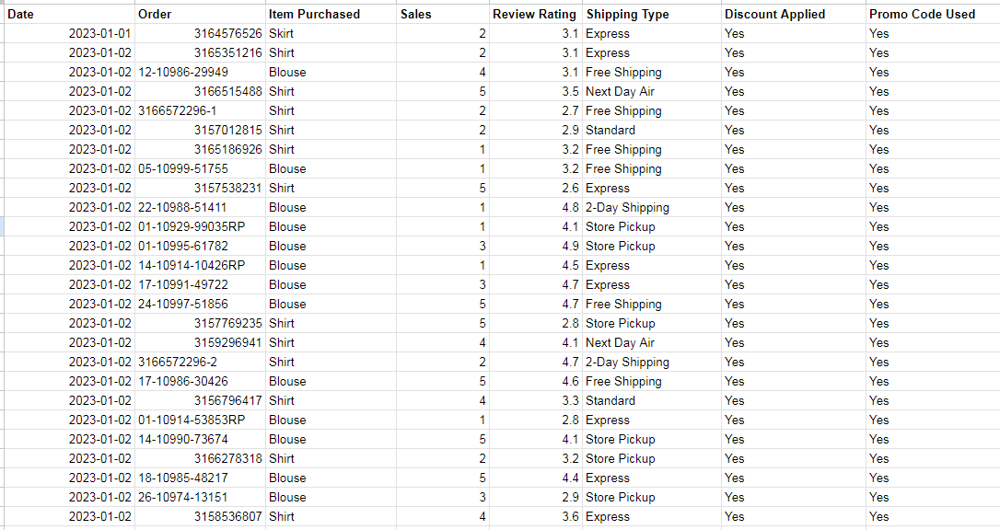 Date Order Item Purchased Sales Review Rating Shipping Type Discount Applied Promo Code Used
2023-01-01 3164576526 Skirt 2 3.1 Express Yes Yes
2023-01-02 3165351216 Shirt 2 3.1 Express Yes Yes
2023-01-02 12-10986-29949 Blouse 4 3.1 Free Shipping Yes Yes
2023-01-02 3166515488 Shirt 5 3.5 Next Day Air Yes Yes
2023-01-02 3166572296-1 Shirt 2 2.7 Free Shipping Yes Yes
2023-01-02 3157012815 Shirt 2 2.9 Standard Yes Yes
2023-01-02 3165186926 Shirt 1 3.2 Free Shipping Yes Yes
2023-01-02 05-10999-51755 Blouse 1 3.2 Free Shipping Yes Yes
2023-01-02 3157538231 Shirt 5 2.6 Express Yes Yes
2023-01-02 22-10988-51411 Blouse 1 4.8 2-Day Shipping Yes Yes
2023-01-02 01-10929-99035RP Blouse 1 4.1 Store Pickup Yes Yes
2023-01-02 01-10995-61782 Blouse 3 4.9 Store Pickup Yes Yes
2023-01-02 14-10914-10426RP Blouse 1 4.5 Express Yes Yes
2023-01-02 17-10991-49722 Blouse 3 4.7 Express Yes Yes
2023-01-02 24-10997-51856 Blouse 5 4.7 Free Shipping Yes Yes
2023-01-02 3157769235 Shirt 5 2.8 Store Pickup Yes Yes
2023-01-02 3159296941 Shirt 4 4.1 Next Day Air Yes Yes
2023-01-02 3166572296-2 Shirt 2 4.7 2-Day Shipping Yes Yes
2023-01-02 17-10986-30426 Blouse 5 4.6 Free Shipping Yes Yes
2023-01-02 3156796417 Shirt 4 3.3 Standard Yes Yes
2023-01-02 01-10914-53853RP Blouse 1 2.8 Express Yes Yes
2023-01-02 14-10990-73674 Blouse 5 4.1 Store Pickup Yes Yes
2023-01-02 3166278318 Shirt 2 3.2 Store Pickup Yes Yes
2023-01-02 18-10985-48217 Blouse 5 4.4 Express Yes Yes
2023-01-02 26-10974-13151 Blouse 3 2.9 Store Pickup Yes Yes
2023-01-02 3158536807 Shirt 4 3.6 Express Yes Yes